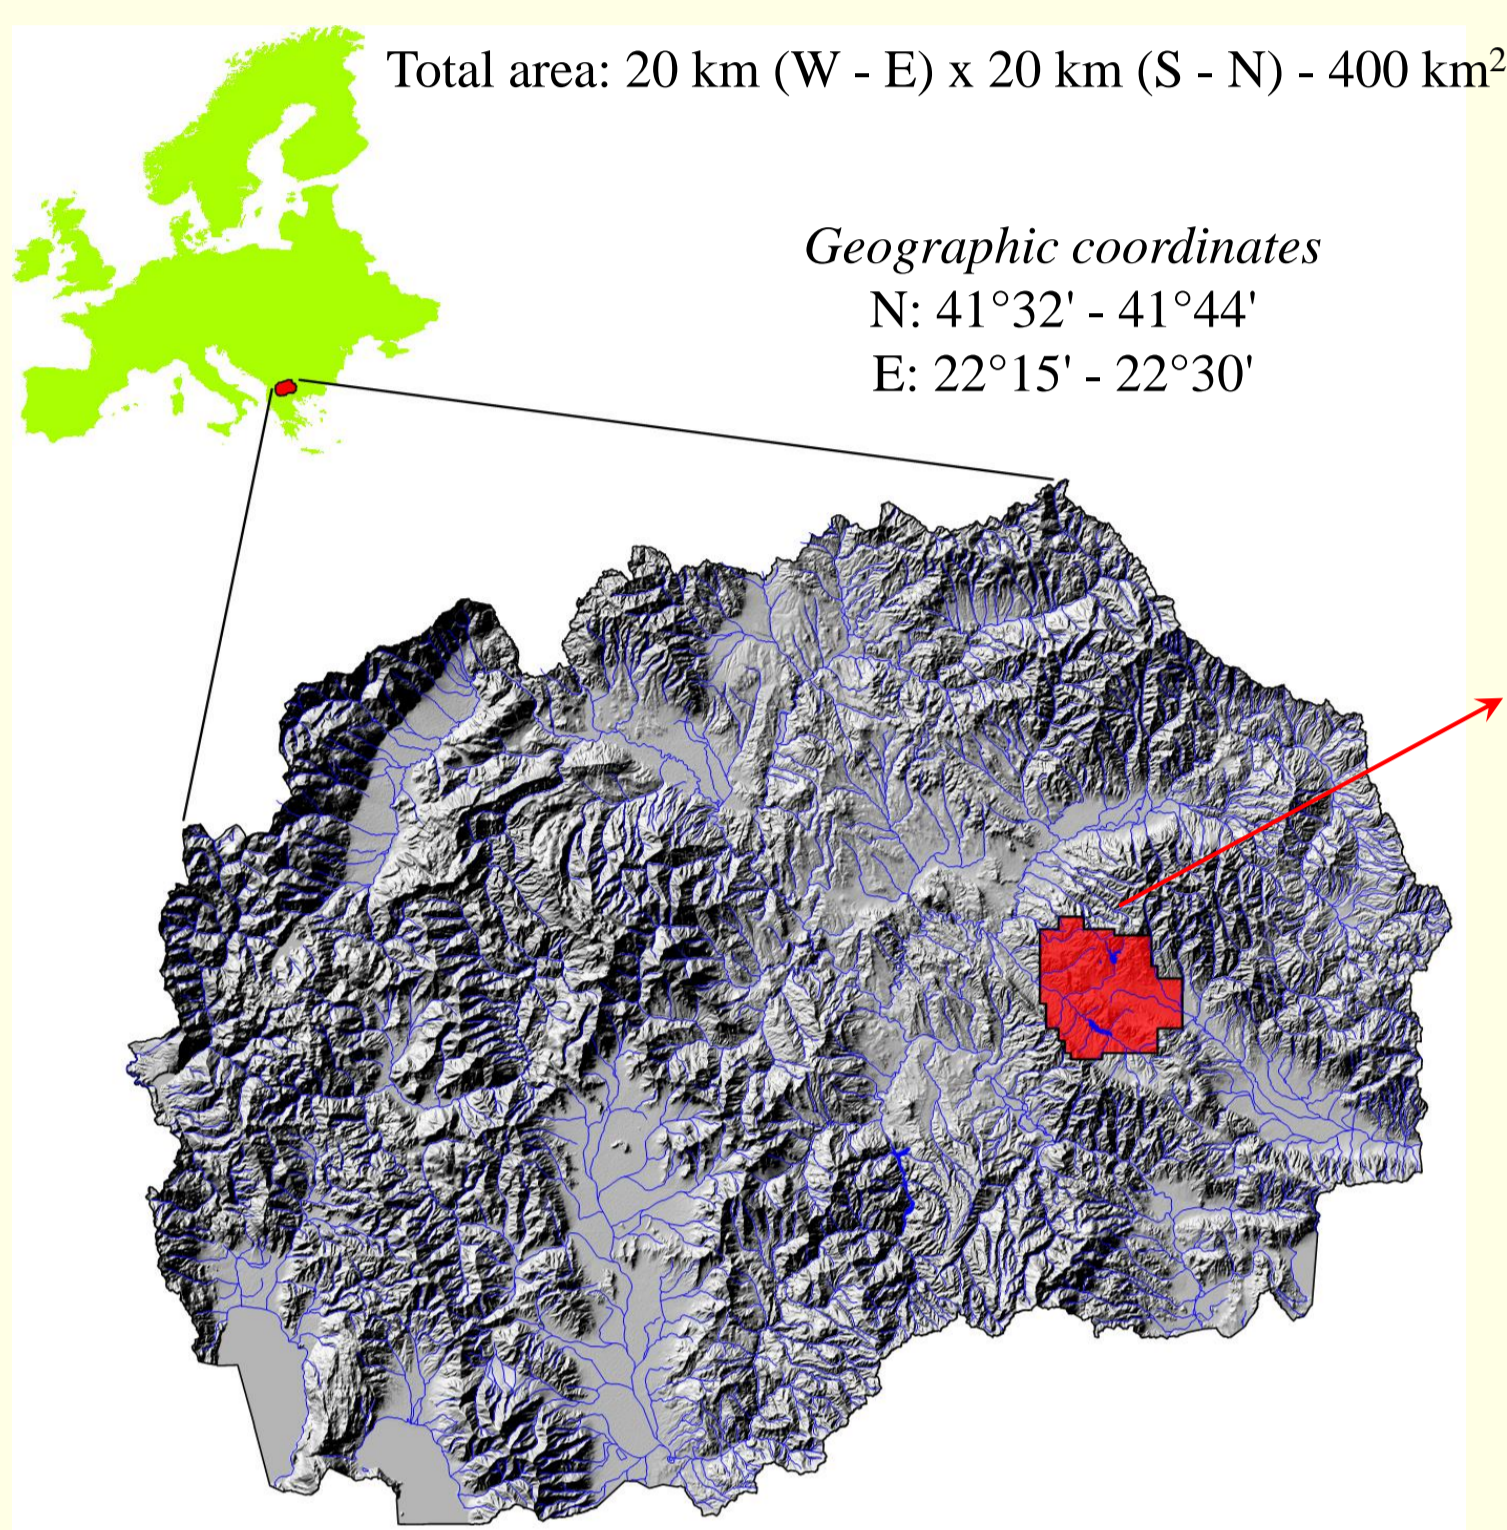 Total area: 20 km (W - E) x 20 km (S - N) - 400 km²
Geographic coordinates
N: 41°32' - 41°44'
E: 22°15' - 22°30'